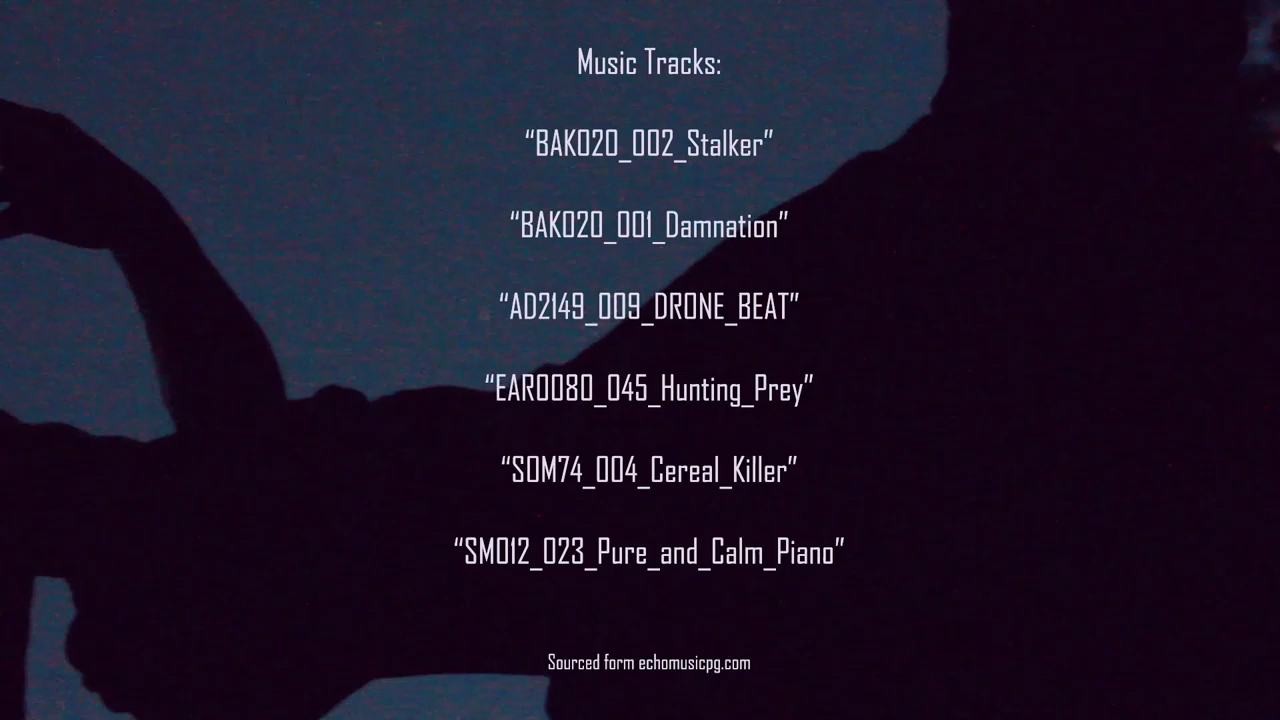 Music Tracks:
“BAK020_002_Stalker”
“BAK020_001_Damnation”
“AD2149_009_DRONE_BEAT”
“EAR0080_045_Hunting_Prey”
“SOM74_004_Cereal_Killer”
“SM012_023_Pure_and_Calm_Piano”
Sourced form echomusicpg.com